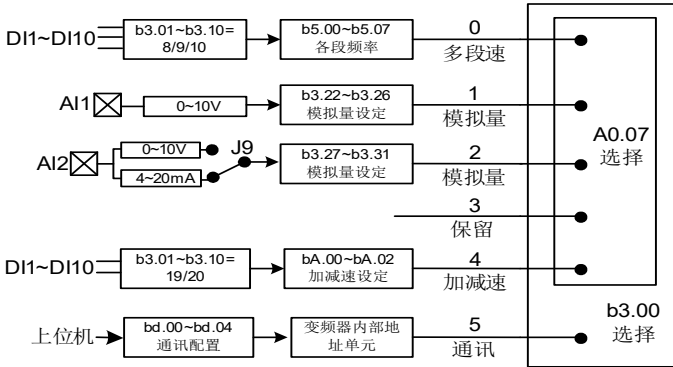 DI1~DI10
b3.01~b3.10=
8/9/10
b5.00~b5.07
各段频率
0
多段速
AI1
0~10V
b3.22~b3.26
模拟量设定
1
模拟量
AI2
0~10V
4~20mA
J9
b3.27~b3.31
模拟量设定
2
模拟量
A0.07
选择
3
保留
DI1~DI10
b3.01~b3.10=
19/20
bA.00~bA.02
加减速设定
4
加减速
上位机
bd.00~bd.04
通讯配置
变频器内部地
址单元
5
通讯
b3.00
选择